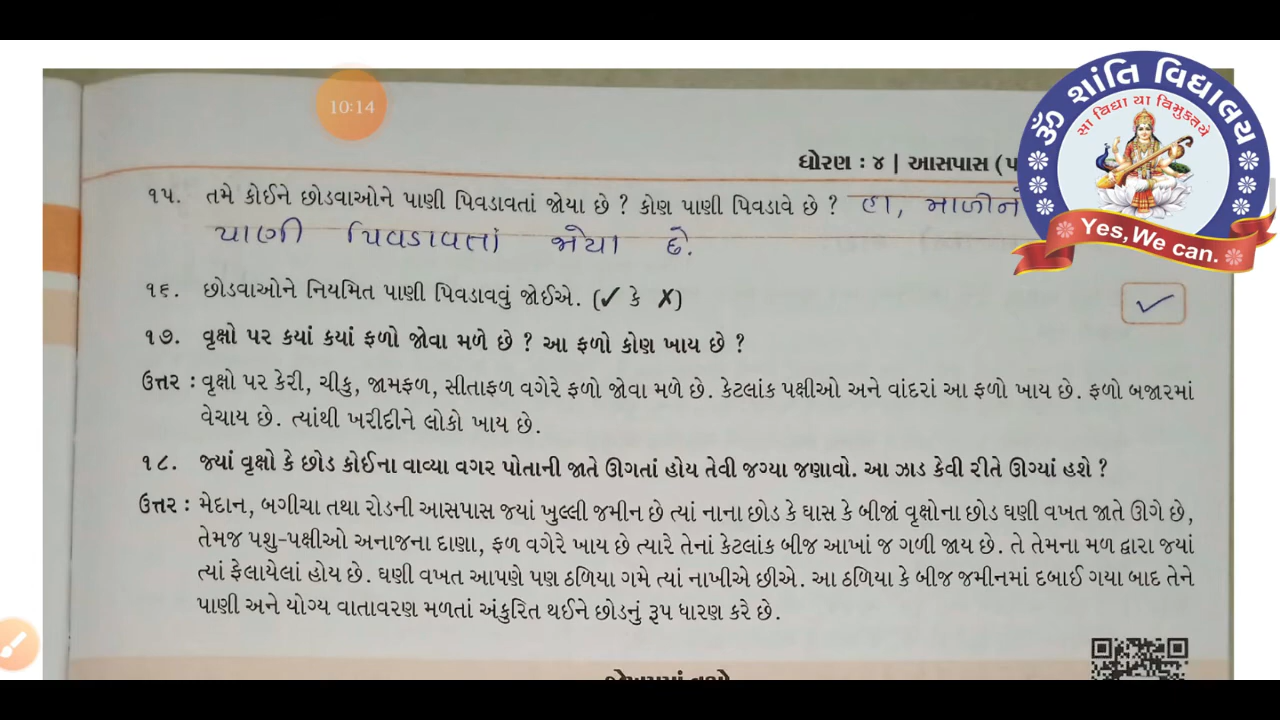 10:14
ૐ શાંતિ વિદ્યાલય
સા વિદ્યા યા વિમુક્તયે
Yes, We can.
ધોરણ : ૪ | આસપાસ
૧૫. તમે કોઈને છોડવાઓને પાણી પિવડાવતાં જોયા છે ? કોણ પાણી પિવડાવે છે ? હા, માળીને
પાણી પિવડાવતાં જોયા છે.
૧૬. છોડવાઓને નિયમિત પાણી પિવડાવવું જોઈએ. (✓ કે ✗) ✓
૧૭. વૃક્ષો પર કયાં કયાં ફળો જોવા મળે છે ? આ ફળો કોણ ખાય છે ?
ઉત્તર : વૃક્ષો પર કેરી, ચીકુ, જામફળ, સીતાફળ વગેરે ફળો જોવા મળે છે. કેટલાંક પક્ષીઓ અને વાંદરાં આ ફળો ખાય છે. ફળો બજારમાં
વેચાય છે. ત્યાંથી ખરીદીને લોકો ખાય છે.
૧૮. જ્યાં વૃક્ષો કે છોડ કોઈના વાવ્યા વગર પોતાની જાતે ઊગતાં હોય તેવી જગ્યા જણાવો. આ ઝાડ કેવી રીતે ઊગ્યાં હશે ?
ઉત્તર : મેદાન, બગીચા તથા રોડની આસપાસ જ્યાં ખુલ્લી જમીન છે ત્યાં નાના છોડ કે ઘાસ કે બીજાં વૃક્ષોના છોડ ઘણી વખત જાતે ઊગે છે,
તેમજ પશુ-પક્ષીઓ અનાજના દાણા, ફળ વગેરે ખાય છે ત્યારે તેનાં કેટલાંક બીજ આખાં જ ગળી જાય છે. તે તેમના મળ દ્વારા જ્યાં
ત્યાં ફેલાયેલાં હોય છે. ઘણી વખત આપણે પણ ઠળિયા ગમે ત્યાં નાખીએ છીએ. આ ઠળિયા કે બીજ જમીનમાં દબાઈ ગયા બાદ તેને
પાણી અને યોગ્ય વાતાવરણ મળતાં અંકુરિત થઈને છોડનું રૂપ ધારણ કરે છે.